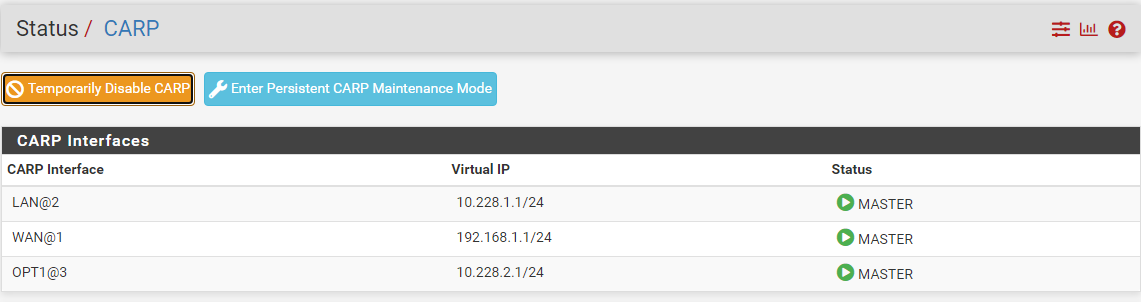 Status / CARP
Temporarily Disable CARP Enter Persistent CARP Maintenance Mode
CARP Interfaces
CARP Interface Virtual IP Status
LAN@2 10.228.1.1/24 MASTER
WAN@1 192.168.1.1/24 MASTER
OPT1@3 10.228.2.1/24 MASTER